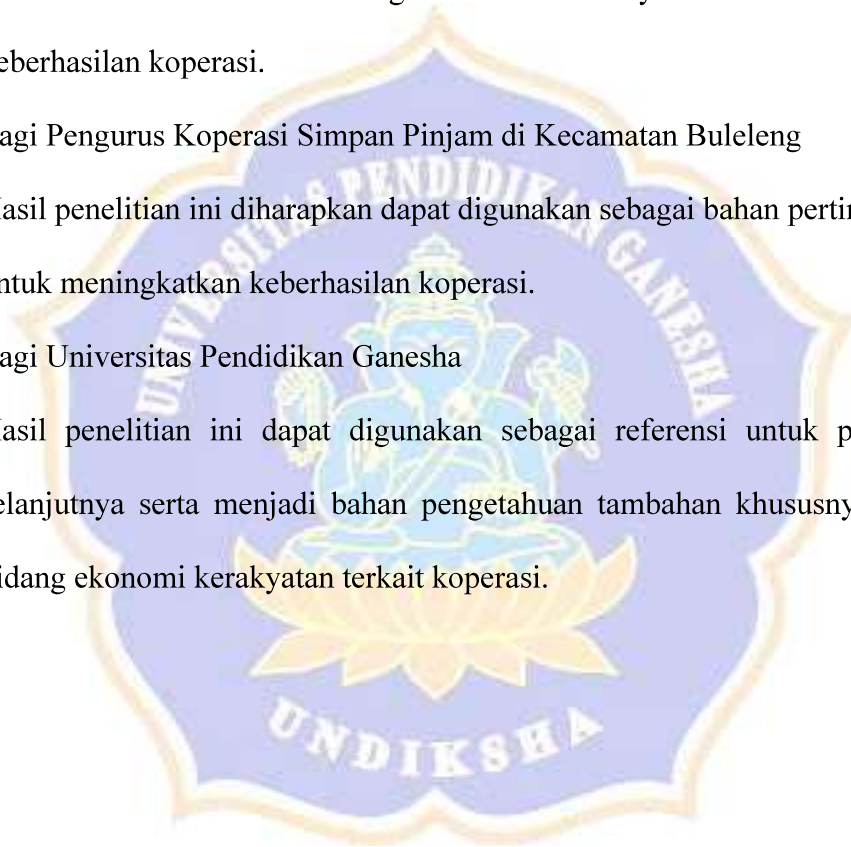 eberhasilan koperasi.
agi Pengurus Koperasi Simpan Pinjam di Kecamatan Buleleng
asil penelitian ini diharapkan dapat digunakan sebagai bahan
ntuk meningkatkan keberhasilan koperasi.
agi Universitas Pendidikan Ganesha
asil penelitian ini dapat digunakan sebagai referensi untuk p
elanjutnya serta menjadi bahan pengetahuan tambahan khususny
idang ekonomi kerakyatan terkait koperasi.
UNIVERSITAS PENDIDIKAN GANESHA
UNDIKSHA